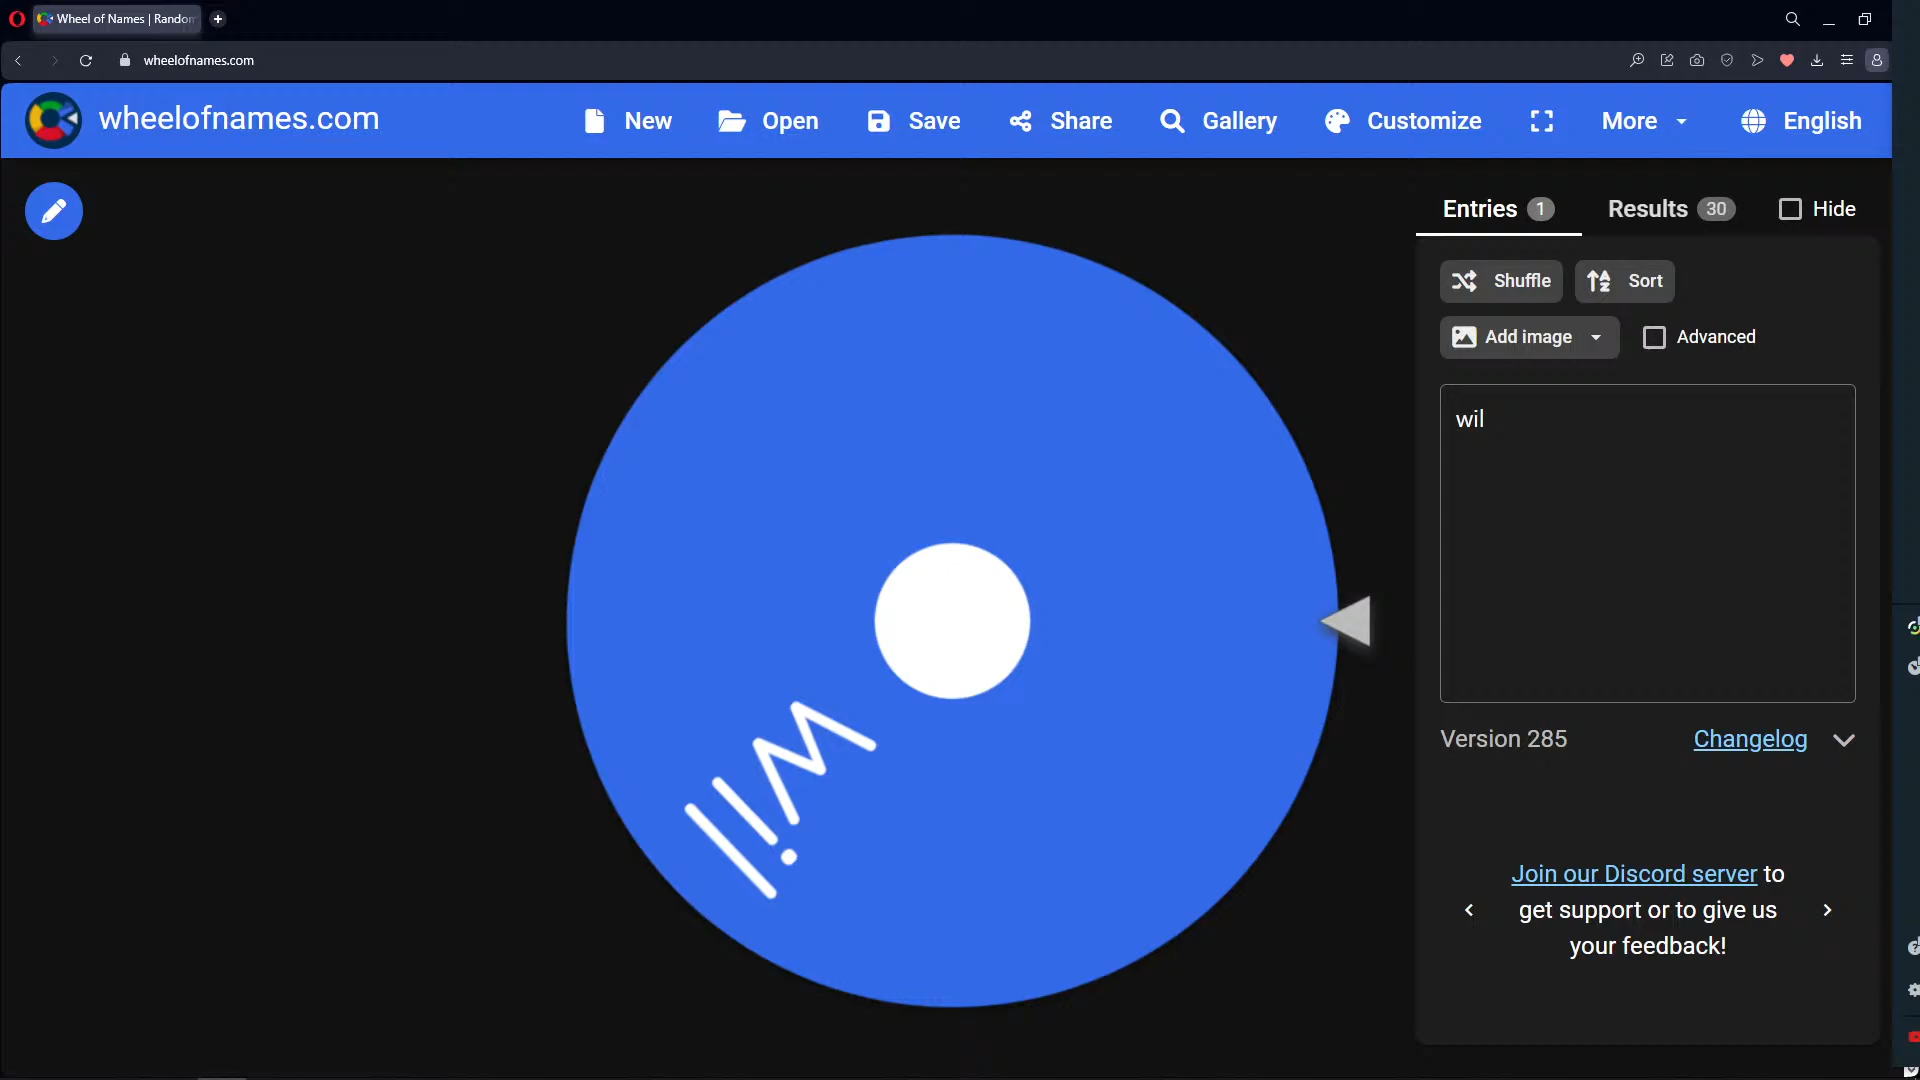 Wheel of Names | Random
wheelofnames.com
wheelofnames.com
New
Open
Save
Share
Gallery
Customize
More
English
Entries 1
Results 30
Hide
Shuffle
Sort
Add image
Advanced
wil
will
Version 285
Changelog
Join our Discord server to
get support or to give us
your feedback!